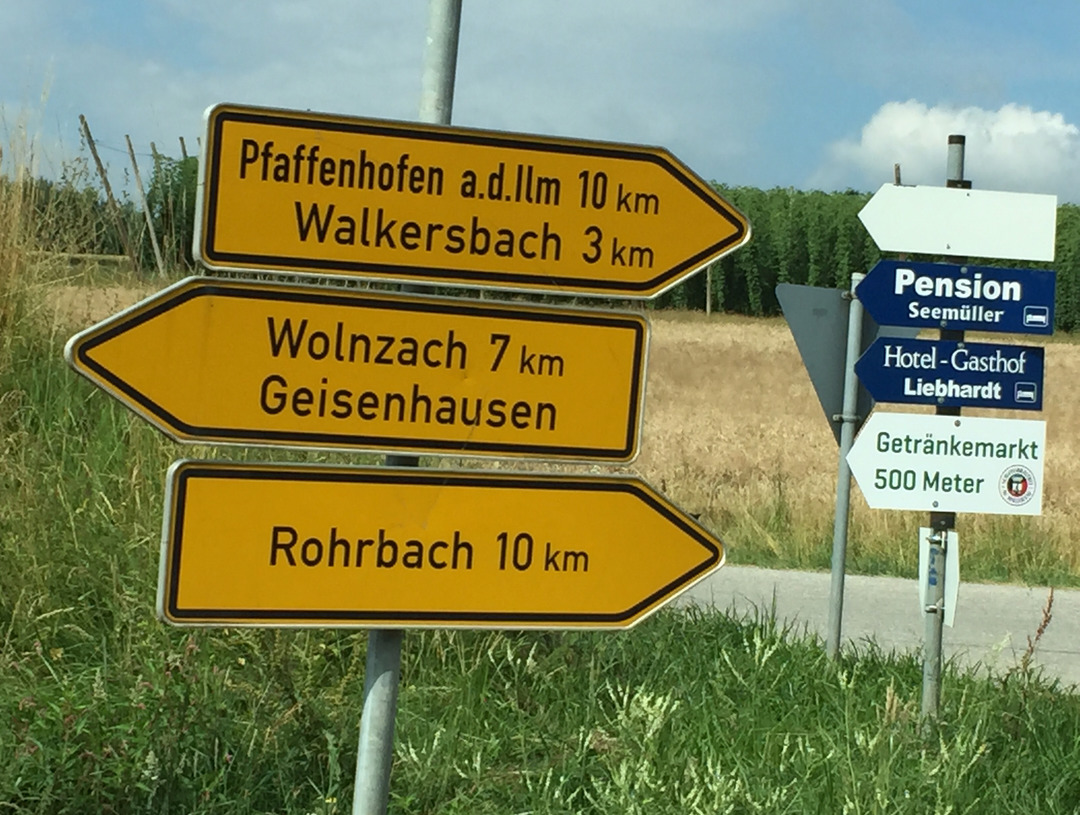 Pfaffenhofen a.d.Ilm 10 km
Walkersbach 3 km
Wolnzach 7 km
Geisenhausen
Rohrbach 10 km
Pension
Seemüller
Hotel-Gasthof
Liebhardt
Getränkemarkt
500 Meter